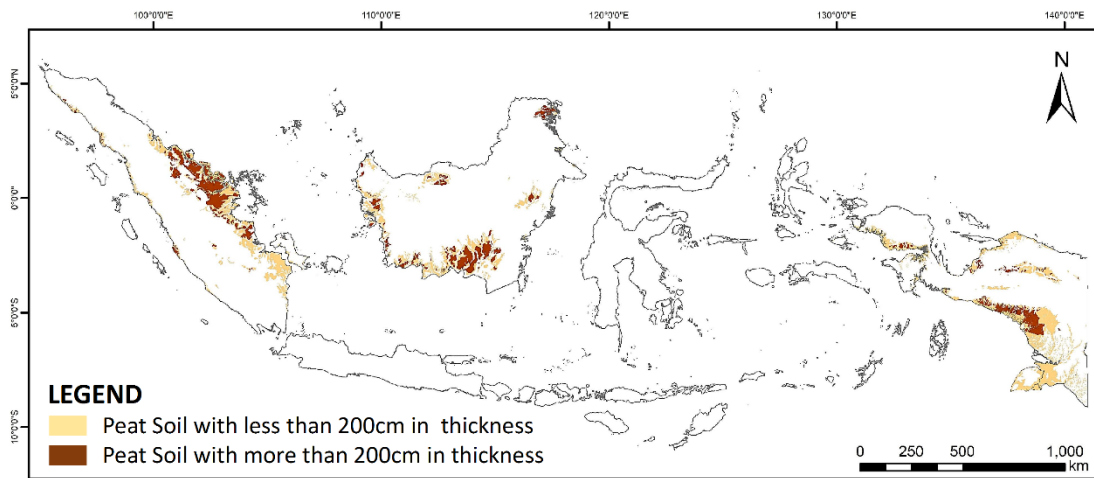 100°0'0"E 110°0'0"E 120°0'0"E 130°0'0"E 140°0'0"E
N
5°0'0"N
0°0'0"
5°0'0"S
10°0'0"S
LEGEND
Peat Soil with less than 200cm in thickness
Peat Soil with more than 200cm in thickness
0 250 500 1,000
km